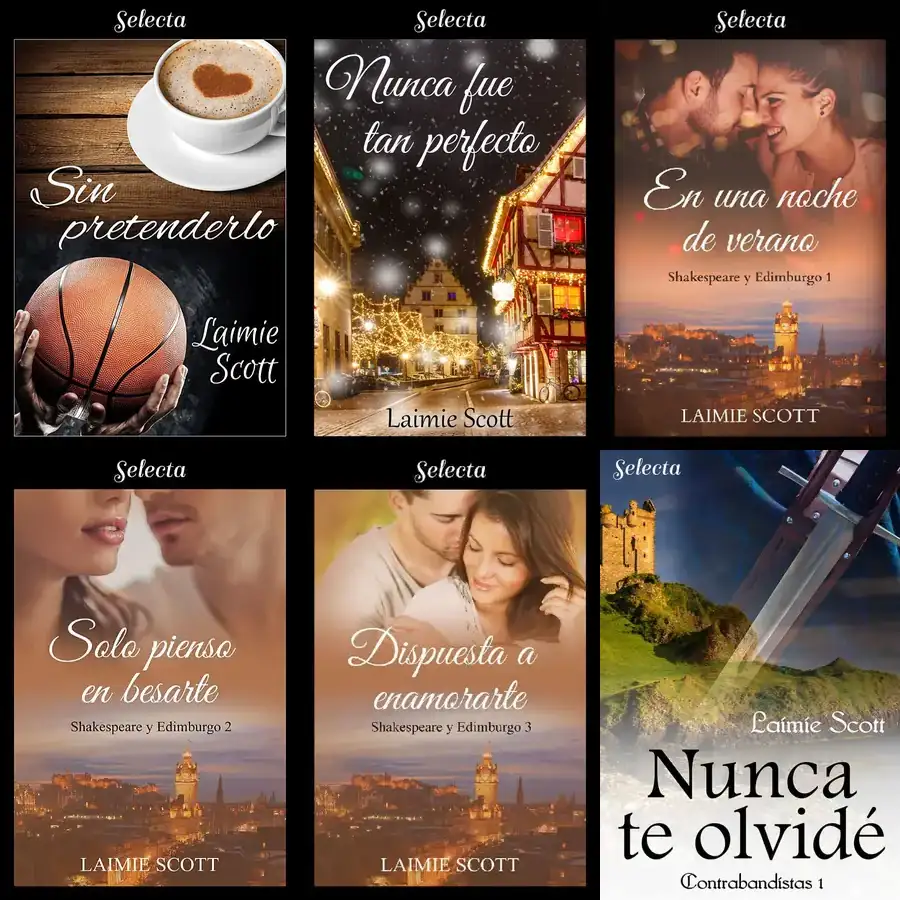 Selecta
Sin
pretenderlo
Laimie
Scott
Selecta
Nunca fue
tan perfecto
Laimie Scott
Selecta
En una noche
de verano
Shakespeare y Edimburgo 1
LAIMIE SCOTT
Selecta
Solo pienso
en besarte
Shakespeare y Edimburgo 2
LAIMIE SCOTT
Selecta
Dispuesta a
enamorarte
Shakespeare y Edimburgo 3
LAIMIE SCOTT
Selecta
Laimie Scott
Nunca
te olvidé
Contrabandistas 1